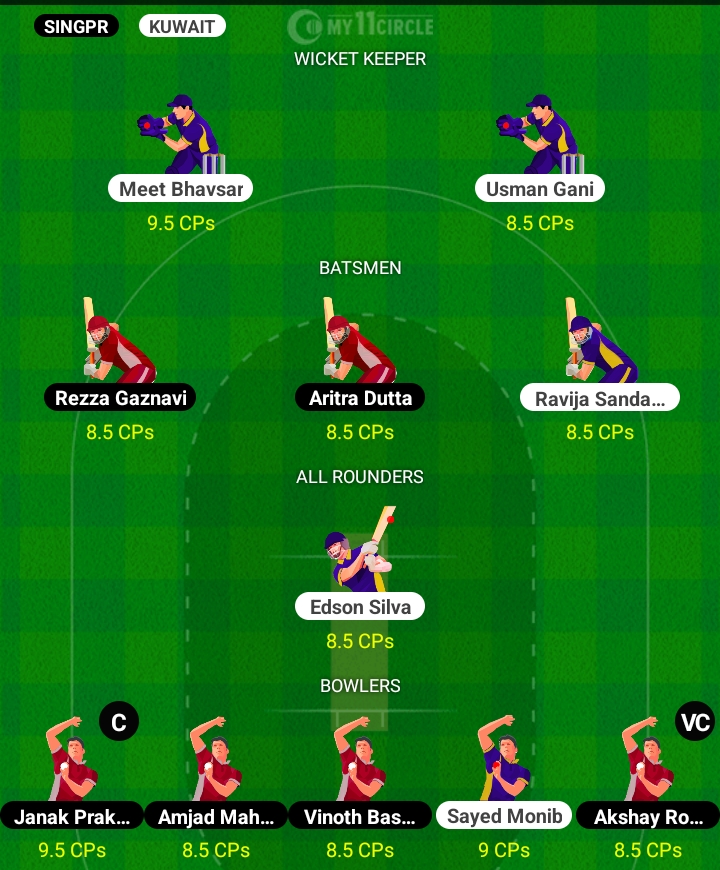 SINGPR KUWAIT MY11CIRCLE
WICKET KEEPER
Meet Bhavsar Usman Gani
9.5 CPs 8.5 CPs
BATSMEN
Rezza Gaznavi Aritra Dutta Ravija Sanda...
8.5 CPs 8.5 CPs 8.5 CPs
ALL ROUNDERS
Edson Silva
8.5 CPs
BOWLERS
C VC
Janak Prak... Amjad Mah... Vinoth Bas... Sayed Monib Akshay Ro...
9.5 CPs 8.5 CPs 8.5 CPs 9 CPs 8.5 CPs